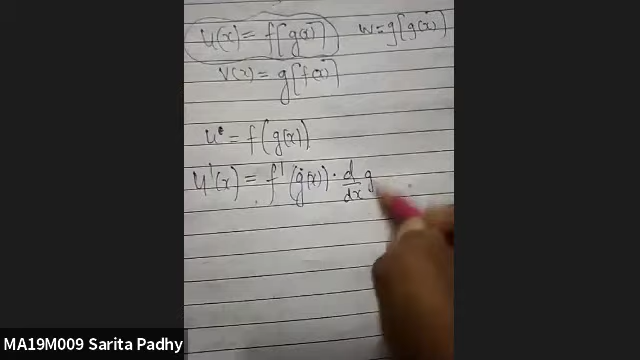 u(x) = f[g(x)] w = g[g(x)]
v(x) = g[f(x)]
u = f(g(x))
u'(x) = f'(g(x)) · d/dx g
MA19M009 Sarita Padhy